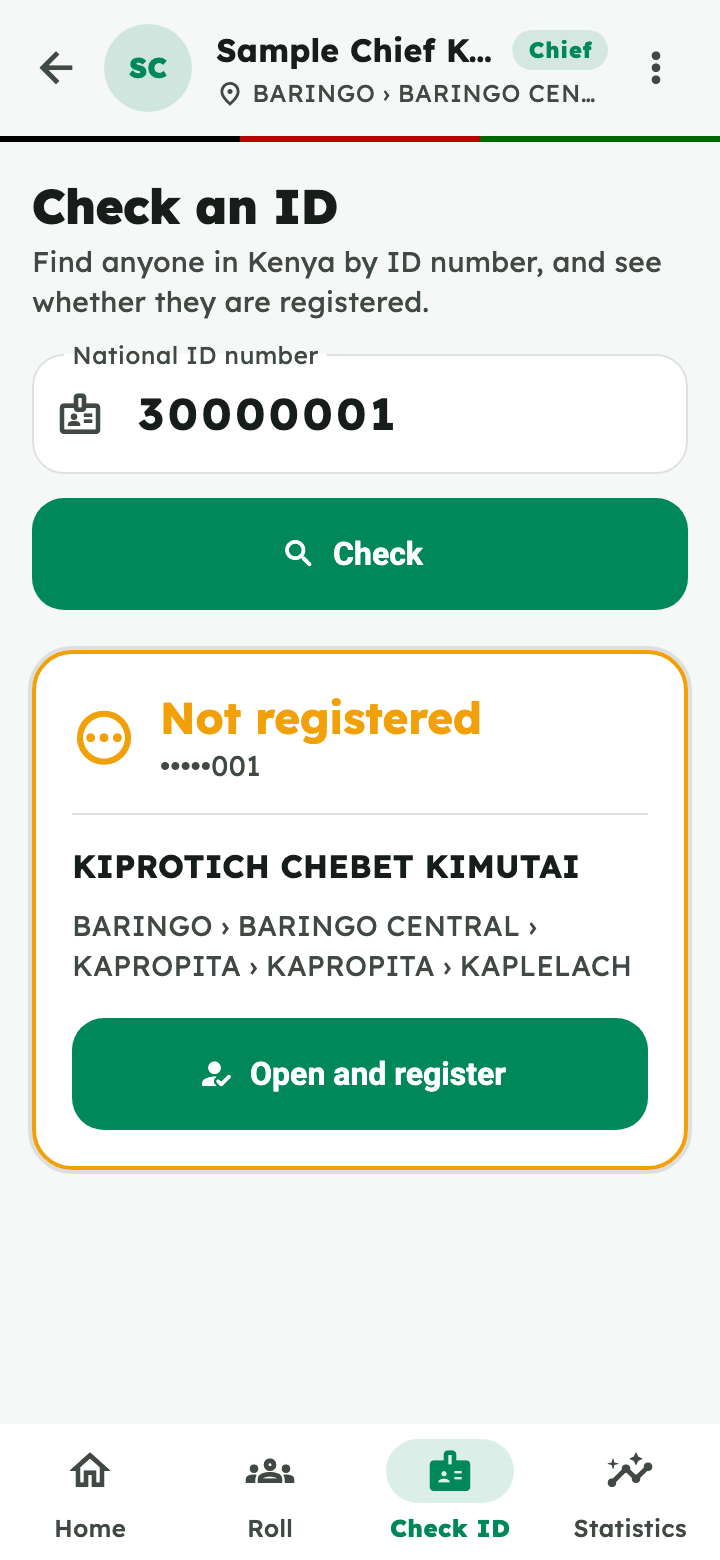 SC
Sample Chief K...
Chief
BARINGO › BARINGO CEN...
Check an ID
Find anyone in Kenya by ID number, and see
whether they are registered.
National ID number
30000001
Check
Not registered
•••••001
KIPROTICH CHEBET KIMUTAI
BARINGO › BARINGO CENTRAL ›
KAPROPITA › KAPROPITA › KAPLELACH
Open and register
Home
Roll
Check ID
Statistics